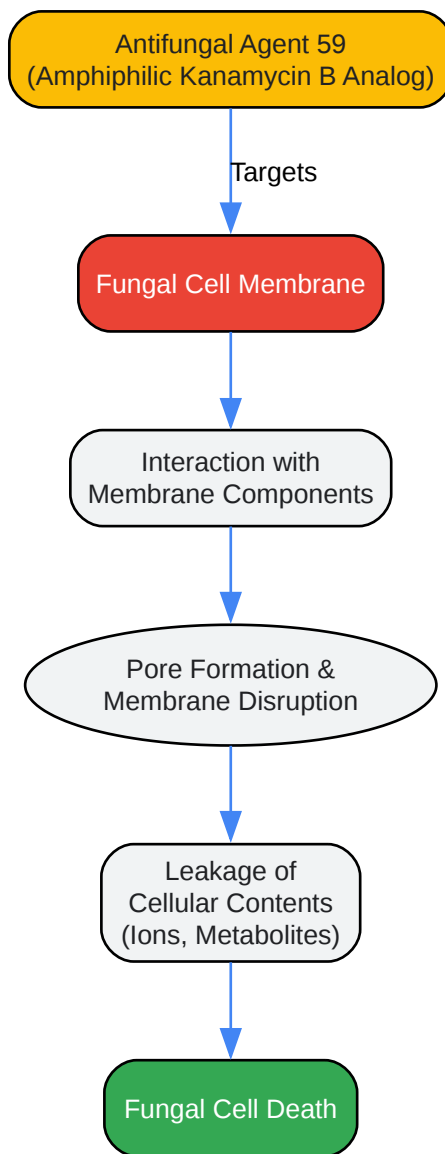 Antifungal Agent 59
(Amphiphilic Kanamycin B Analog)
Targets
Fungal Cell Membrane
Interaction with
Membrane Components
Pore Formation &
Membrane Disruption
Leakage of
Cellular Contents
(Ions, Metabolites)
Fungal Cell Death